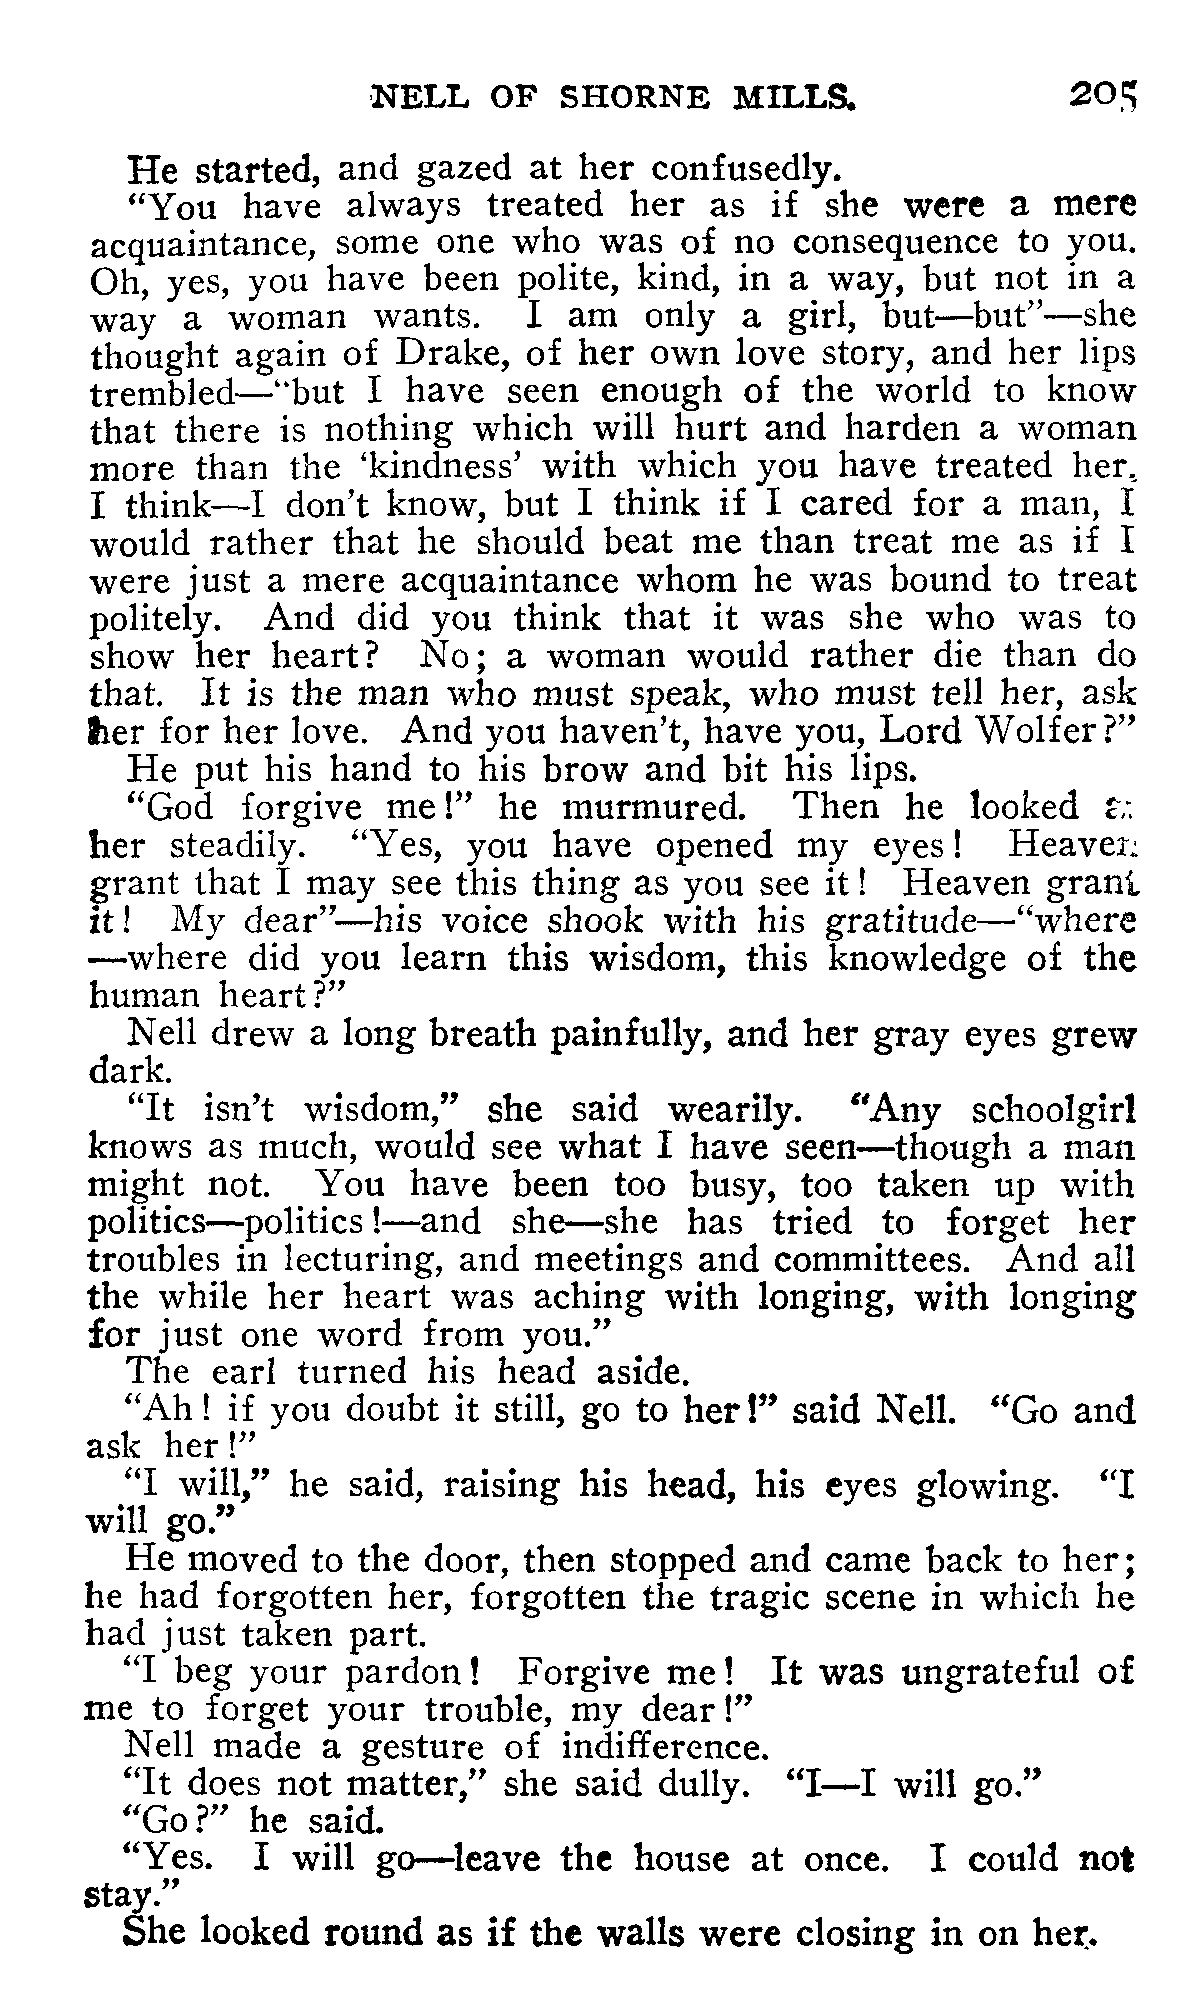 NELL OF SHORNE MILLS. 205
He started, and gazed at her confusedly.
"You have always treated her as if she were a mere
acquaintance, some one who was of no consequence to you.
Oh, yes, you have been polite, kind, in a way, but not in a
way a woman wants. I am only a girl, but—but"—she
thought again of Drake, of her own love story, and her lips
trembled—"but I have seen enough of the world to know
that there is nothing which will hurt and harden a woman
more than the 'kindness' with which you have treated her.
I think—I don't know, but I think if I cared for a man, I
would rather that he should beat me than treat me as if I
were just a mere acquaintance whom he was bound to treat
politely. And did you think that it was she who was to
show her heart? No; a woman would rather die than do
that. It is the man who must speak, who must tell her, ask
her for her love. And you haven't, have you, Lord Wolfer?"
He put his hand to his brow and bit his lips.
"God forgive me!" he murmured. Then he looked at
her steadily. "Yes, you have opened my eyes! Heaven
grant that I may see this thing as you see it! Heaven grant
it! My dear"—his voice shook with his gratitude—"where
—where did you learn this wisdom, this knowledge of the
human heart?"
Nell drew a long breath painfully, and her gray eyes grew
dark.
"It isn't wisdom," she said wearily. "Any schoolgirl
knows as much, would see what I have seen—though a man
might not. You have been too busy, too taken up with
politics—politics!—and she—she has tried to forget her
troubles in lecturing, and meetings and committees. And all
the while her heart was aching with longing, with longing
for just one word from you."
The earl turned his head aside.
"Ah! if you doubt it still, go to her!" said Nell. "Go and
ask her!"
"I will," he said, raising his head, his eyes glowing. "I
will go."
He moved to the door, then stopped and came back to her;
he had forgotten her, forgotten the tragic scene in which he
had just taken part.
"I beg your pardon! Forgive me! It was ungrateful of
me to forget your trouble, my dear!"
Nell made a gesture of indifference.
"It does not matter," she said dully. "I—I will go."
"Go?" he said.
"Yes. I will go—leave the house at once. I could not
stay."
She looked round as if the walls were closing in on her.